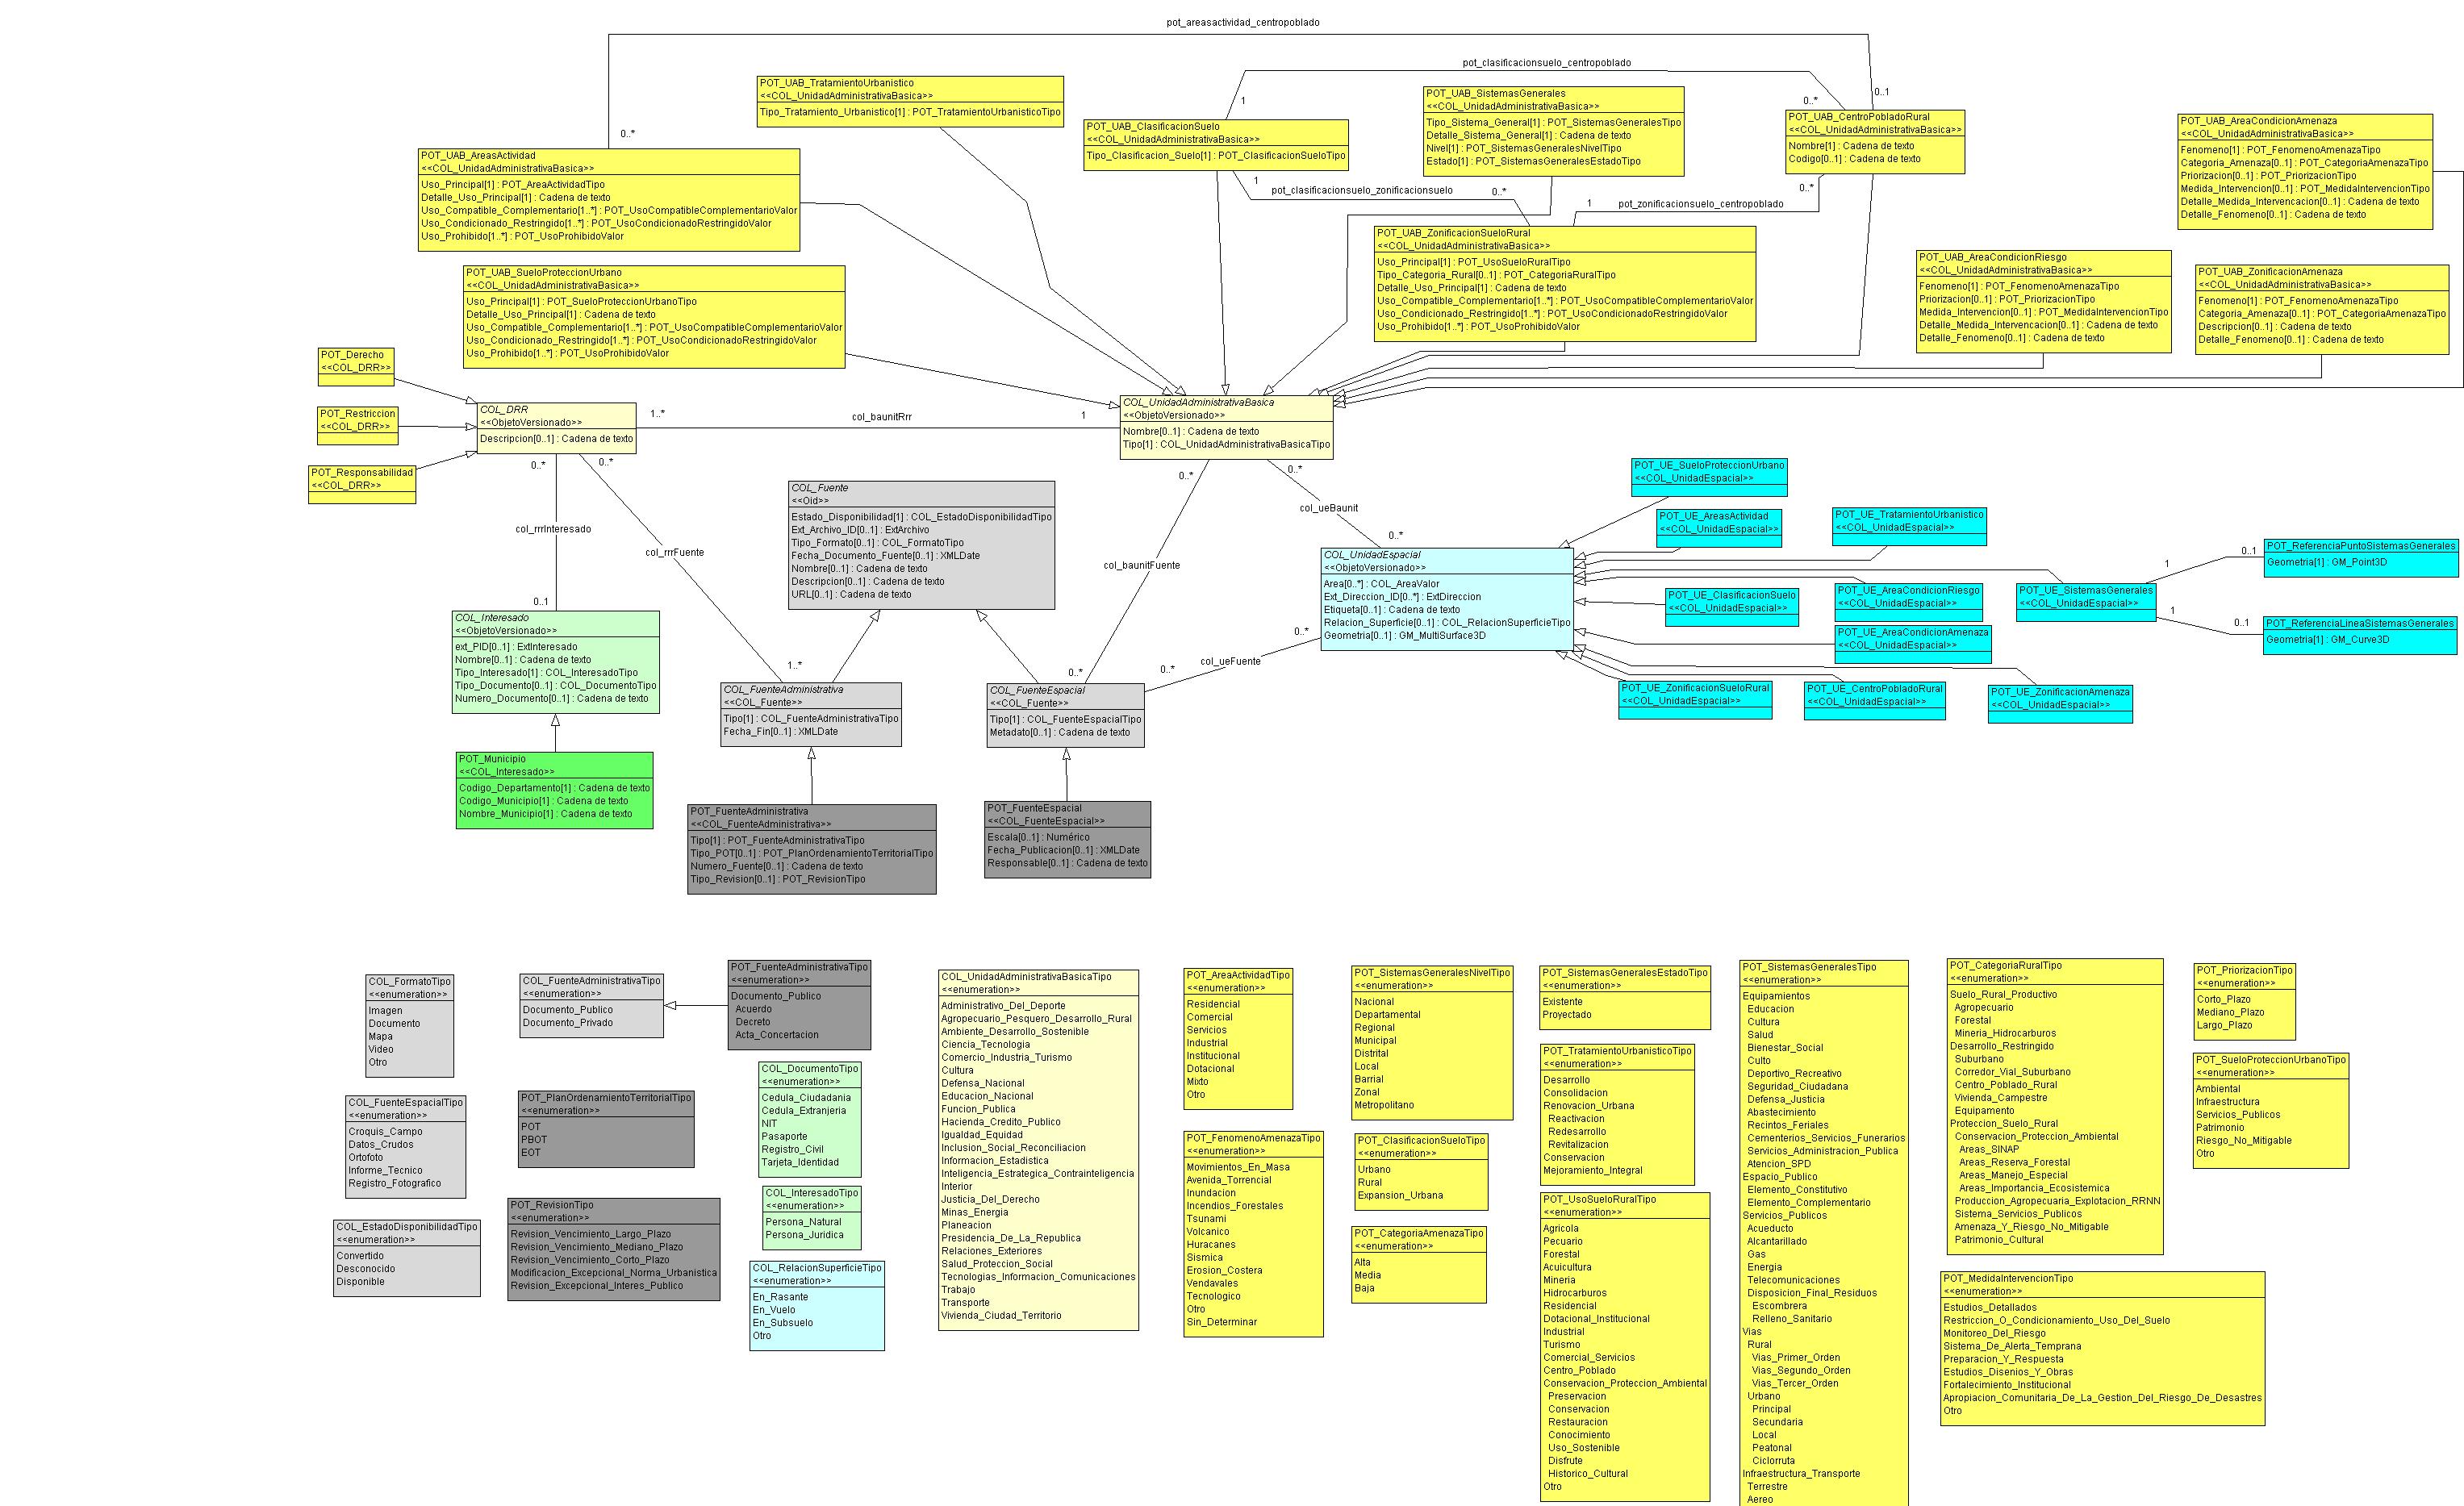 pot_areasactividad_centropoblado
0..*
0..1
pot_clasificacionsuelo_centropoblado
1
0..*
POT_UAB_TratamientoUrbanistico
<<COL_UnidadAdministrativaBasica>>
Tipo_Tratamiento_Urbanistico[1] : POT_TratamientoUrbanisticoTipo
POT_UAB_SistemasGenerales
<<COL_UnidadAdministrativaBasica>>
Tipo_Sistema_General[1] : POT_SistemasGeneralesTipo
Detalle_Sistema_General[1] : Cadena de texto
Nivel[1] : POT_SistemasGeneralesNivelTipo
Estado[1] : POT_SistemasGeneralesEstadoTipo
POT_UAB_CentroPobladoRural
<<COL_UnidadAdministrativaBasica>>
Nombre[1] : Cadena de texto
Codigo[0..1] : Cadena de texto
POT_UAB_AreaCondicionAmenaza
<<COL_UnidadAdministrativaBasica>>
Fenomeno[1] : POT_FenomenoAmenazaTipo
Categoria_Amenaza[0..1] : POT_CategoriaAmenazaTipo
Priorizacion[0..1] : POT_PriorizacionTipo
Medida_Intervencion[0..1] : POT_MedidaIntervencionTipo
Detalle_Medida_Intervencacion[0..1] : Cadena de texto
Detalle_Fenomeno[0..1] : Cadena de texto
POT_UAB_ClasificacionSuelo
<<COL_UnidadAdministrativaBasica>>
Tipo_Clasificacion_Suelo[1] : POT_ClasificacionSueloTipo
1
pot_clasificacionsuelo_zonificacionsuelo
0..*
1
pot_zonificacionsuelo_centropoblado
0..*
POT_UAB_AreasActividad
<<COL_UnidadAdministrativaBasica>>
Uso_Principal[1] : POT_AreaActividadTipo
Detalle_Uso_Principal[1] : Cadena de texto
Uso_Compatible_Complementario[1..*] : POT_UsoCompatibleComplementarioValor
Uso_Condicionado_Restringido[1..*] : POT_UsoCondicionadoRestringidoValor
Uso_Prohibido[1..*] : POT_UsoProhibidoValor
POT_UAB_SueloProteccionUrbano
<<COL_UnidadAdministrativaBasica>>
Uso_Principal[1] : POT_SueloProteccionUrbanoTipo
Detalle_Uso_Principal[1] : Cadena de texto
Uso_Compatible_Complementario[1..*] : POT_UsoCompatibleComplementarioValor
Uso_Condicionado_Restringido[1..*] : POT_UsoCondicionadoRestringidoValor
Uso_Prohibido[1..*] : POT_UsoProhibidoValor
POT_UAB_ZonificacionSueloRural
<<COL_UnidadAdministrativaBasica>>
Uso_Principal[1] : POT_UsoSueloRuralTipo
Tipo_Categoria_Rural[0..1] : POT_CategoriaRuralTipo
Detalle_Uso_Principal[1] : Cadena de texto
Uso_Compatible_Complementario[1..*] : POT_UsoCompatibleComplementarioValor
Uso_Condicionado_Restringido[1..*] : POT_UsoCondicionadoRestringidoValor
Uso_Prohibido[1..*] : POT_UsoProhibidoValor
POT_UAB_AreaCondicionRiesgo
<<COL_UnidadAdministrativaBasica>>
Fenomeno[1] : POT_FenomenoAmenazaTipo
Priorizacion[0..1] : POT_PriorizacionTipo
Medida_Intervencion[0..1] : POT_MedidaIntervencionTipo
Detalle_Medida_Intervencacion[0..1] : Cadena de texto
Detalle_Fenomeno[0..1] : Cadena de texto
POT_UAB_ZonificacionAmenaza
<<COL_UnidadAdministrativaBasica>>
Fenomeno[1] : POT_FenomenoAmenazaTipo
Categoria_Amenaza[0..1] : POT_CategoriaAmenazaTipo
Descripcion[0..1] : Cadena de texto
Detalle_Fenomeno[0..1] : Cadena de texto
POT_Derecho
<<COL_DRR>>
POT_Restriccion
<<COL_DRR>>
POT_Responsabilidad
<<COL_DRR>>
COL_DRR
<<ObjetoVersionado>>
Descripcion[0..1] : Cadena de texto
1..*
col_baunitRrr
1
COL_UnidadAdministrativaBasica
<<ObjetoVersionado>>
Nombre[0..1] : Cadena de texto
Tipo[1] : COL_UnidadAdministrativaBasicaTipo
0..*
0..*
col_rrrInteresado
0..1
col_rrrFuente
1..*
COL_Fuente
<<Oid>>
Estado_Disponibilidad[1] : COL_EstadoDisponibilidadTipo
Ext_Archivo_ID[0..1] : ExtArchivo
Tipo_Formato[0..1] : COL_FormatoTipo
Fecha_Documento_Fuente[0..1] : XMLDate
Nombre[0..1] : Cadena de texto
Descripcion[0..1] : Cadena de texto
URL[0..1] : Cadena de texto
0..*
col_baunitFuente
0..*
0..*
col_ueBaunit
0..*
0..*
col_ueFuente
0..*
COL_UnidadEspacial
<<ObjetoVersionado>>
Area[0..*] : COL_AreaValor
Ext_Direccion_ID[0..*] : ExtDireccion
Etiqueta[0..1] : Cadena de texto
Relacion_Superficie[0..1] : COL_RelacionSuperficieTipo
Geometria[0..1] : GM_MultiSurface3D
POT_UE_SueloProteccionUrbano
<<COL_UnidadEspacial>>
POT_UE_AreasActividad
<<COL_UnidadEspacial>>
POT_UE_TratamientoUrbanistico
<<COL_UnidadEspacial>>
POT_UE_ClasificacionSuelo
<<COL_UnidadEspacial>>
POT_UE_AreaCondicionRiesgo
<<COL_UnidadEspacial>>
POT_UE_AreaCondicionAmenaza
<<COL_UnidadEspacial>>
POT_UE_SistemasGenerales
<<COL_UnidadEspacial>>
1
0..1
1
0..1
POT_ReferenciaPuntoSistemasGenerales
Geometria[1] : GM_Point3D
POT_ReferenciaLineaSistemasGenerales
Geometria[1] : GM_Curve3D
POT_UE_ZonificacionSueloRural
<<COL_UnidadEspacial>>
POT_UE_CentroPobladoRural
<<COL_UnidadEspacial>>
POT_UE_ZonificacionAmenaza
<<COL_UnidadEspacial>>
COL_Interesado
<<ObjetoVersionado>>
ext_PID[0..1] : ExtInteresado
Nombre[0..1] : Cadena de texto
Tipo_Interesado[1] : COL_InteresadoTipo
Tipo_Documento[0..1] : COL_DocumentoTipo
Numero_Documento[0..1] : Cadena de texto
POT_Municipio
<<COL_Interesado>>
Codigo_Departamento[1] : Cadena de texto
Codigo_Municipio[1] : Cadena de texto
Nombre_Municipio[1] : Cadena de texto
COL_FuenteAdministrativa
<<COL_Fuente>>
Tipo[1] : COL_FuenteAdministrativaTipo
Fecha_Fin[0..1] : XMLDate
COL_FuenteEspacial
<<COL_Fuente>>
Tipo[1] : COL_FuenteEspacialTipo
Metadato[0..1] : Cadena de texto
POT_FuenteAdministrativa
<<COL_FuenteAdministrativa>>
Tipo[1] : POT_FuenteAdministrativaTipo
Tipo_POT[0..1] : POT_PlanOrdenamientoTerritorialTipo
Numero_Fuente[0..1] : Cadena de texto
Tipo_Revision[0..1] : POT_RevisionTipo
POT_FuenteEspacial
<<COL_FuenteEspacial>>
Escala[0..1] : Numérico
Fecha_Publicacion[0..1] : XMLDate
Responsable[0..1] : Cadena de texto
COL_FormatoTipo
<<enumeration>>
Imagen
Documento
Mapa
Video
Otro
COL_FuenteEspacialTipo
<<enumeration>>
Croquis_Campo
Datos_Crudos
Ortofoto
Informe_Tecnico
Registro_Fotografico
COL_EstadoDisponibilidadTipo
<<enumeration>>
Convertido
Desconocido
Disponible
COL_FuenteAdministrativaTipo
<<enumeration>>
Documento_Publico
Documento_Privado
POT_PlanOrdenamientoTerritorialTipo
<<enumeration>>
POT
PBOT
EOT
POT_RevisionTipo
<<enumeration>>
Revision_Vencimiento_Largo_Plazo
Revision_Vencimiento_Mediano_Plazo
Revision_Vencimiento_Corto_Plazo
Modificacion_Excepcional_Norma_Urbanistica
Revision_Excepcional_Interes_Publico
POT_FuenteAdministrativaTipo
<<enumeration>>
Documento_Publico
Acuerdo
Decreto
Acta_Concertacion
COL_DocumentoTipo
<<enumeration>>
Cedula_Ciudadania
Cedula_Extranjeria
NIT
Pasaporte
Registro_Civil
Tarjeta_Identidad
COL_InteresadoTipo
<<enumeration>>
Persona_Natural
Persona_Juridica
COL_RelacionSuperficieTipo
<<enumeration>>
En_Rasante
En_Vuelo
En_Subsuelo
Otro
COL_UnidadAdministrativaBasicaTipo
<<enumeration>>
Administrativo_Del_Deporte
Agropecuario_Pesquero_Desarrollo_Rural
Ambiente_Desarrollo_Sostenible
Ciencia_Tecnologia
Comercio_Industria_Turismo
Cultura
Defensa_Nacional
Educacion_Nacional
Funcion_Publica
Hacienda_Credito_Publico
Igualdad_Equidad
Inclusion_Social_Reconciliacion
Informacion_Estadistica
Inteligencia_Estrategica_Contrainteligencia
Interior
Justicia_Del_Derecho
Minas_Energia
Planeacion
Presidencia_De_La_Republica
Relaciones_Exteriores
Salud_Proteccion_Social
Tecnologias_Informacion_Comunicaciones
Trabajo
Transporte
Vivienda_Ciudad_Territorio
POT_AreaActividadTipo
<<enumeration>>
Residencial
Comercial
Servicios
Industrial
Institucional
Dotacional
Mixto
Otro
POT_FenomenoAmenazaTipo
<<enumeration>>
Movimientos_En_Masa
Avenida_Torrencial
Inundacion
Incendios_Forestales
Tsunami
Volcanico
Huracanes
Sismica
Erosion_Costera
Vendavales
Tecnologico
Otro
Sin_Determinar
POT_SistemasGeneralesNivelTipo
<<enumeration>>
Nacional
Departamental
Regional
Municipal
Distrital
Local
Barrial
Zonal
Metropolitano
POT_ClasificacionSueloTipo
<<enumeration>>
Urbano
Rural
Expansion_Urbana
POT_CategoriaAmenazaTipo
<<enumeration>>
Alta
Media
Baja
POT_SistemasGeneralesEstadoTipo
<<enumeration>>
Existente
Proyectado
POT_TratamientoUrbanisticoTipo
<<enumeration>>
Desarrollo
Consolidacion
Renovacion_Urbana
Reactivacion
Redesarrollo
Revitalizacion
Conservacion
Mejoramiento_Integral
POT_UsoSueloRuralTipo
<<enumeration>>
Agricola
Pecuario
Forestal
Acuicultura
Mineria
Hidrocarburos
Residencial
Dotacional_Institucional
Industrial
Turismo
Comercial_Servicios
Centro_Poblado
Conservacion_Proteccion_Ambiental
Preservacion
Conservacion
Restauracion
Conocimiento
Uso_Sostenible
Disfrute
Historico_Cultural
Otro
POT_SistemasGeneralesTipo
<<enumeration>>
Equipamientos
Educacion
Cultura
Salud
Bienestar_Social
Culto
Deportivo_Recreativo
Seguridad_Ciudadana
Defensa_Justicia
Abastecimiento
Recintos_Feriales
Cementerios_Servicios_Funerarios
Servicios_Administracion_Publica
Atencion_SPD
Espacio_Publico
Elemento_Constitutivo
Elemento_Complementario
Servicios_Publicos
Acueducto
Alcantarillado
Gas
Energia
Telecomunicaciones
Disposicion_Final_Residuos
Escombrera
Relleno_Sanitario
Vias
Rural
Vias_Primer_Orden
Vias_Segundo_Orden
Vias_Tercer_Orden
Urbano
Principal
Secundaria
Local
Peatonal
Ciclorruta
Infraestructura_Transporte
Terrestre
Aereo
POT_CategoriaRuralTipo
<<enumeration>>
Suelo_Rural_Productivo
Agropecuario
Forestal
Mineria_Hidrocarburos
Desarrollo_Restringido
Suburbano
Corredor_Vial_Suburbano
Centro_Poblado_Rural
Vivienda_Campestre
Equipamento
Proteccion_Suelo_Rural
Conservacion_Proteccion_Ambiental
Areas_SINAP
Areas_Reserva_Forestal
Areas_Manejo_Especial
Areas_Importancia_Ecosistemica
Produccion_Agropecuaria_Explotacion_RRNN
Sistema_Servicios_Publicos
Amenaza_Y_Riesgo_No_Mitigable
Patrimonio_Cultural
POT_MedidaIntervencionTipo
<<enumeration>>
Estudios_Detallados
Restriccion_O_Condicionamiento_Uso_Del_Suelo
Monitoreo_Del_Riesgo
Sistema_De_Alerta_Temprana
Preparacion_Y_Respuesta
Estudios_Disenios_Y_Obras
Fortalecimiento_Institucional
Apropiacion_Comunitaria_De_La_Gestion_Del_Riesgo_De_Desastres
Otro
POT_PriorizacionTipo
<<enumeration>>
Corto_Plazo
Mediano_Plazo
Largo_Plazo
POT_SueloProteccionUrbanoTipo
<<enumeration>>
Ambiental
Infraestructura
Servicios_Publicos
Patrimonio
Riesgo_No_Mitigable
Otro